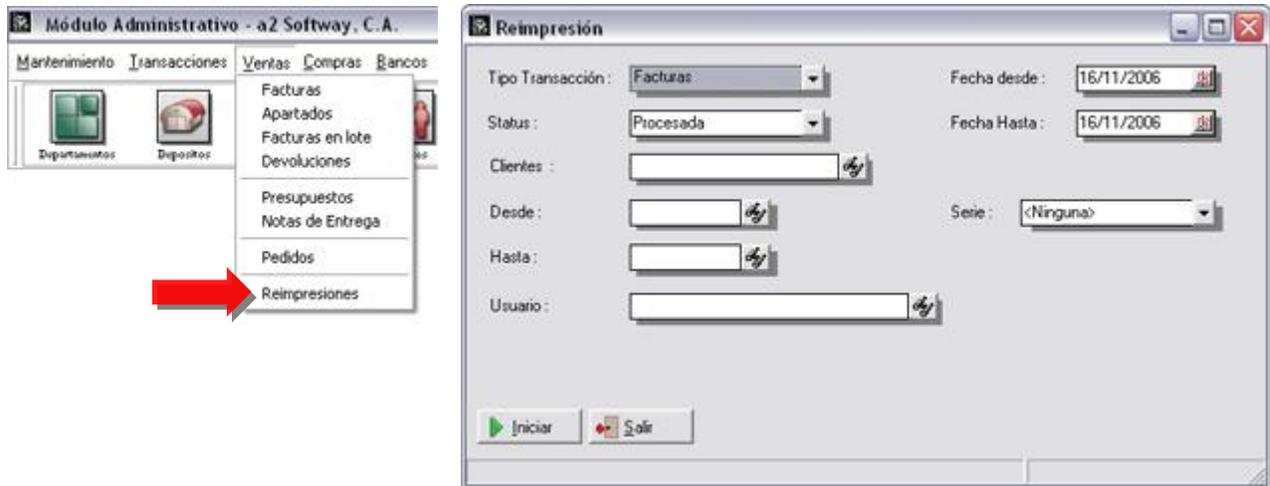 Módulo Administrativo - a2 Softway, C.A.
Mantenimiento Transacciones Ventas Compras Bancos
Departamentos Depositos
Facturas
Apartados
Facturas en lote
Devoluciones
Presupuestos
Notas de Entrega
Pedidos
Reimpresiones
Reimpresión
Tipo Transacción : Facturas Fecha desde : 16/11/2006
Status : Procesada Fecha Hasta : 16/11/2006
Clientes :
Desde : Serie : <Ninguna>
Hasta :
Usuario :
Iniciar Salir